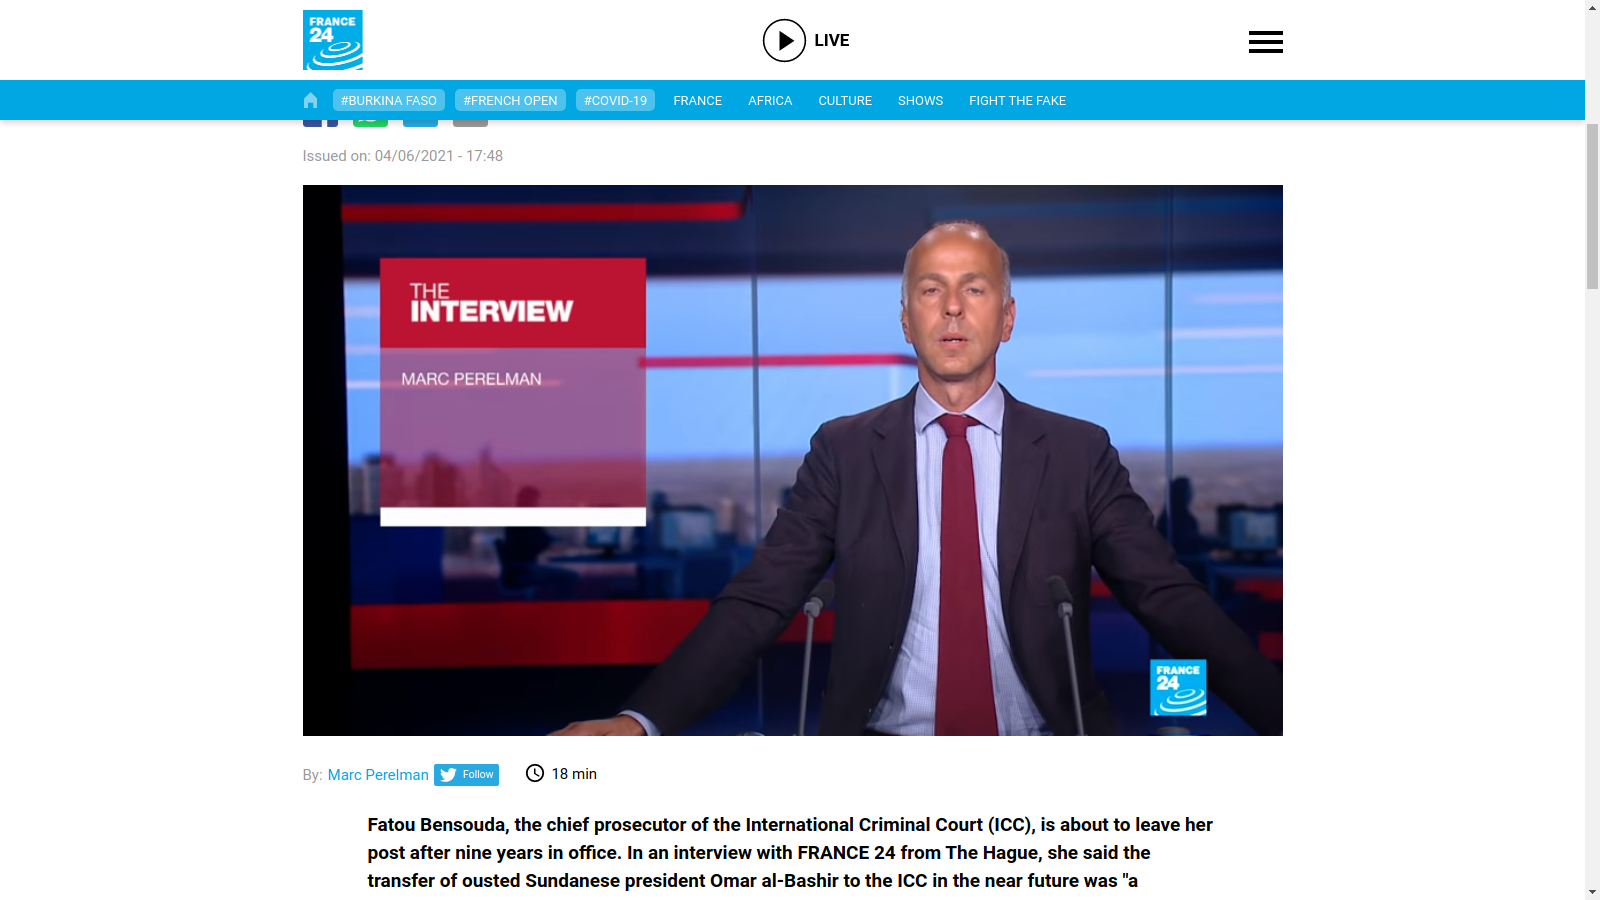 FRANCE
24
LIVE
#BURKINA FASO
#FRENCH OPEN
#COVID-19
FRANCE
AFRICA
CULTURE
SHOWS
FIGHT THE FAKE
Issued on: 04/06/2021 - 17:48
THE
INTERVIEW
MARC PERELMAN
FRANCE
24
By: Marc Perelman Follow 18 min
Fatou Bensouda, the chief prosecutor of the International Criminal Court (ICC), is about to leave her
post after nine years in office. In an interview with FRANCE 24 from The Hague, she said the
transfer of ousted Sundanese president Omar al-Bashir to the ICC in the near future was "a